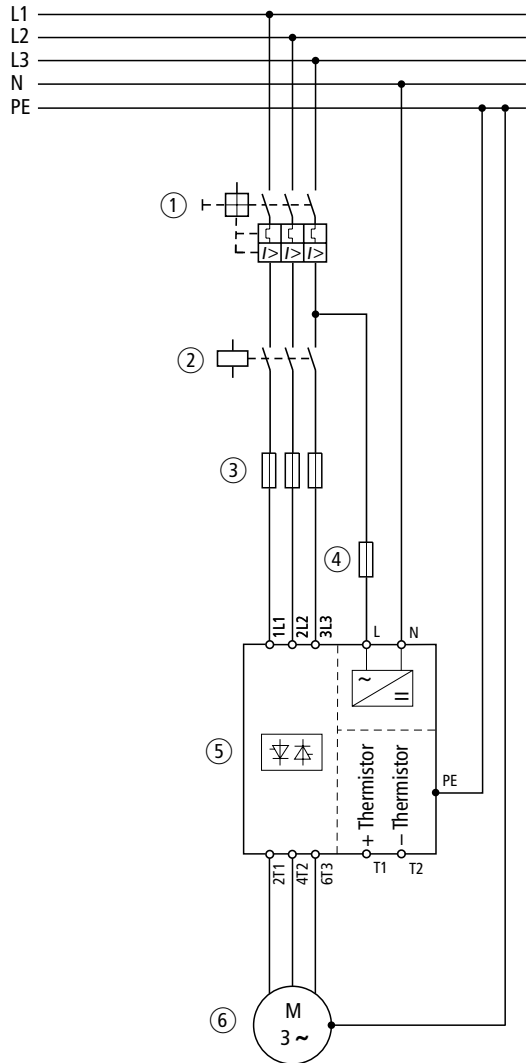 L1
L2
L3
N
PE
①
I> I> I>
②
③
④
1L1
2L2
3L3
L
N
~
=
⑤
PE
+ Thermistor
− Thermistor
T1
T2
2T1
4T2
6T3
⑥
M
3 ~